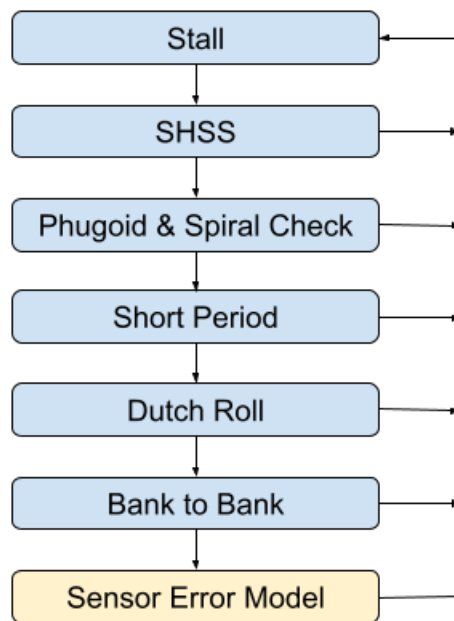 Stall
SHSS
Phugoid & Spiral Check
Short Period
Dutch Roll
Bank to Bank
Sensor Error Model